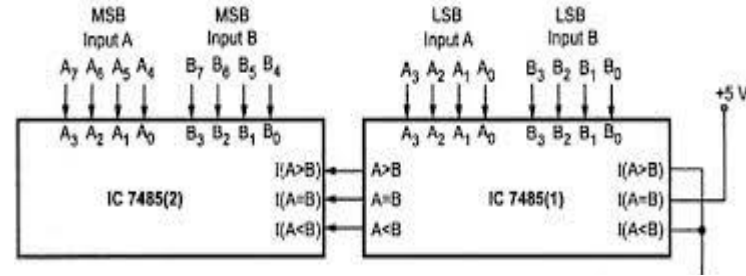 MSB MSB LSB LSB
Input A Input B Input A Input B
A7 A6 A5 A4 B7 B6 B5 B4 A3 A2 A1 A0 B3 B2 B1 B0
+5 V
A3 A2 A1 A0 B3 B2 B1 B0 A3 A2 A1 A0 B3 B2 B1 B0
I(A>B) A>B I(A>B)
IC 7485(2) I(A=B) A=B IC 7485(1) I(A=B)
I(A<B) A<B I(A<B)